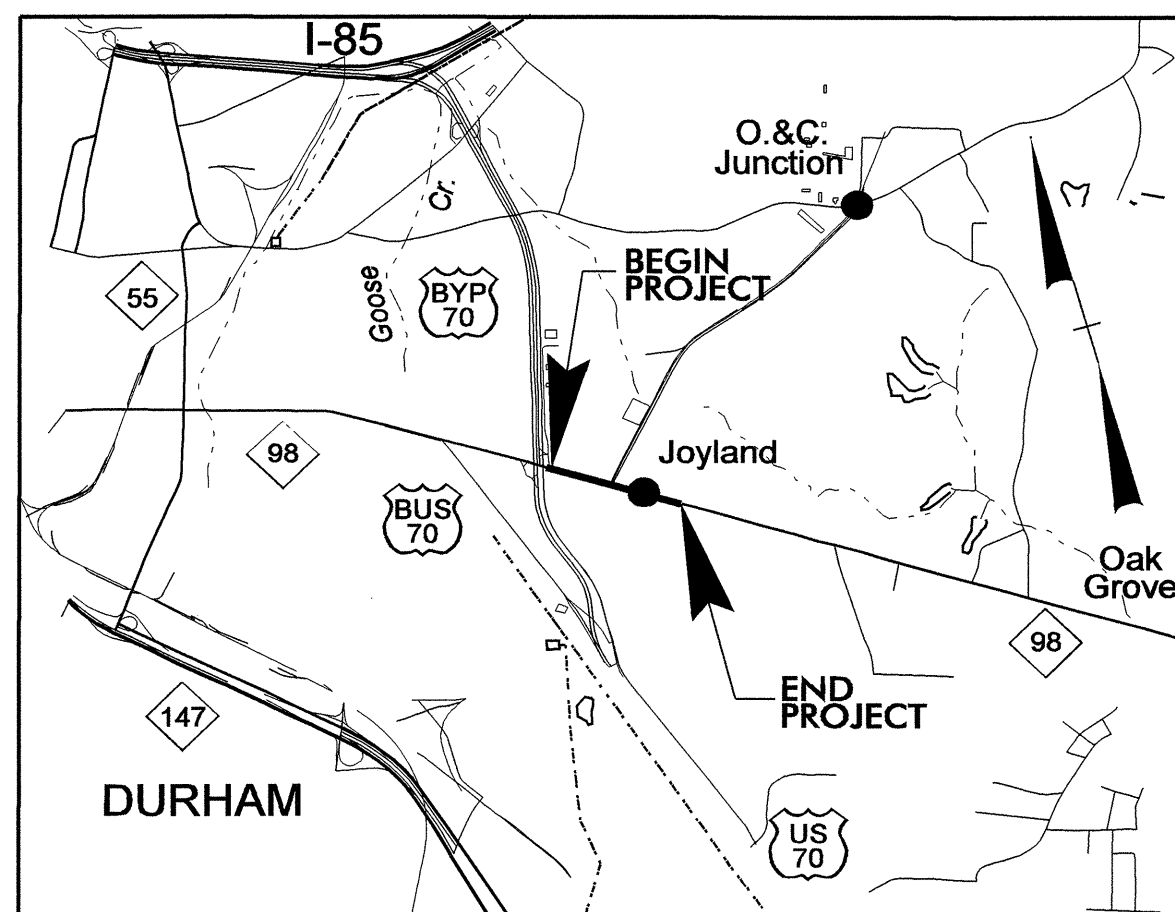 I-85
O.&C.
Junction
Cr.
Goose
BEGIN
PROJECT
55
BYP
70
98
Joyland
BUS
70
Oak
Grove
98
147
END
PROJECT
DURHAM
US
70